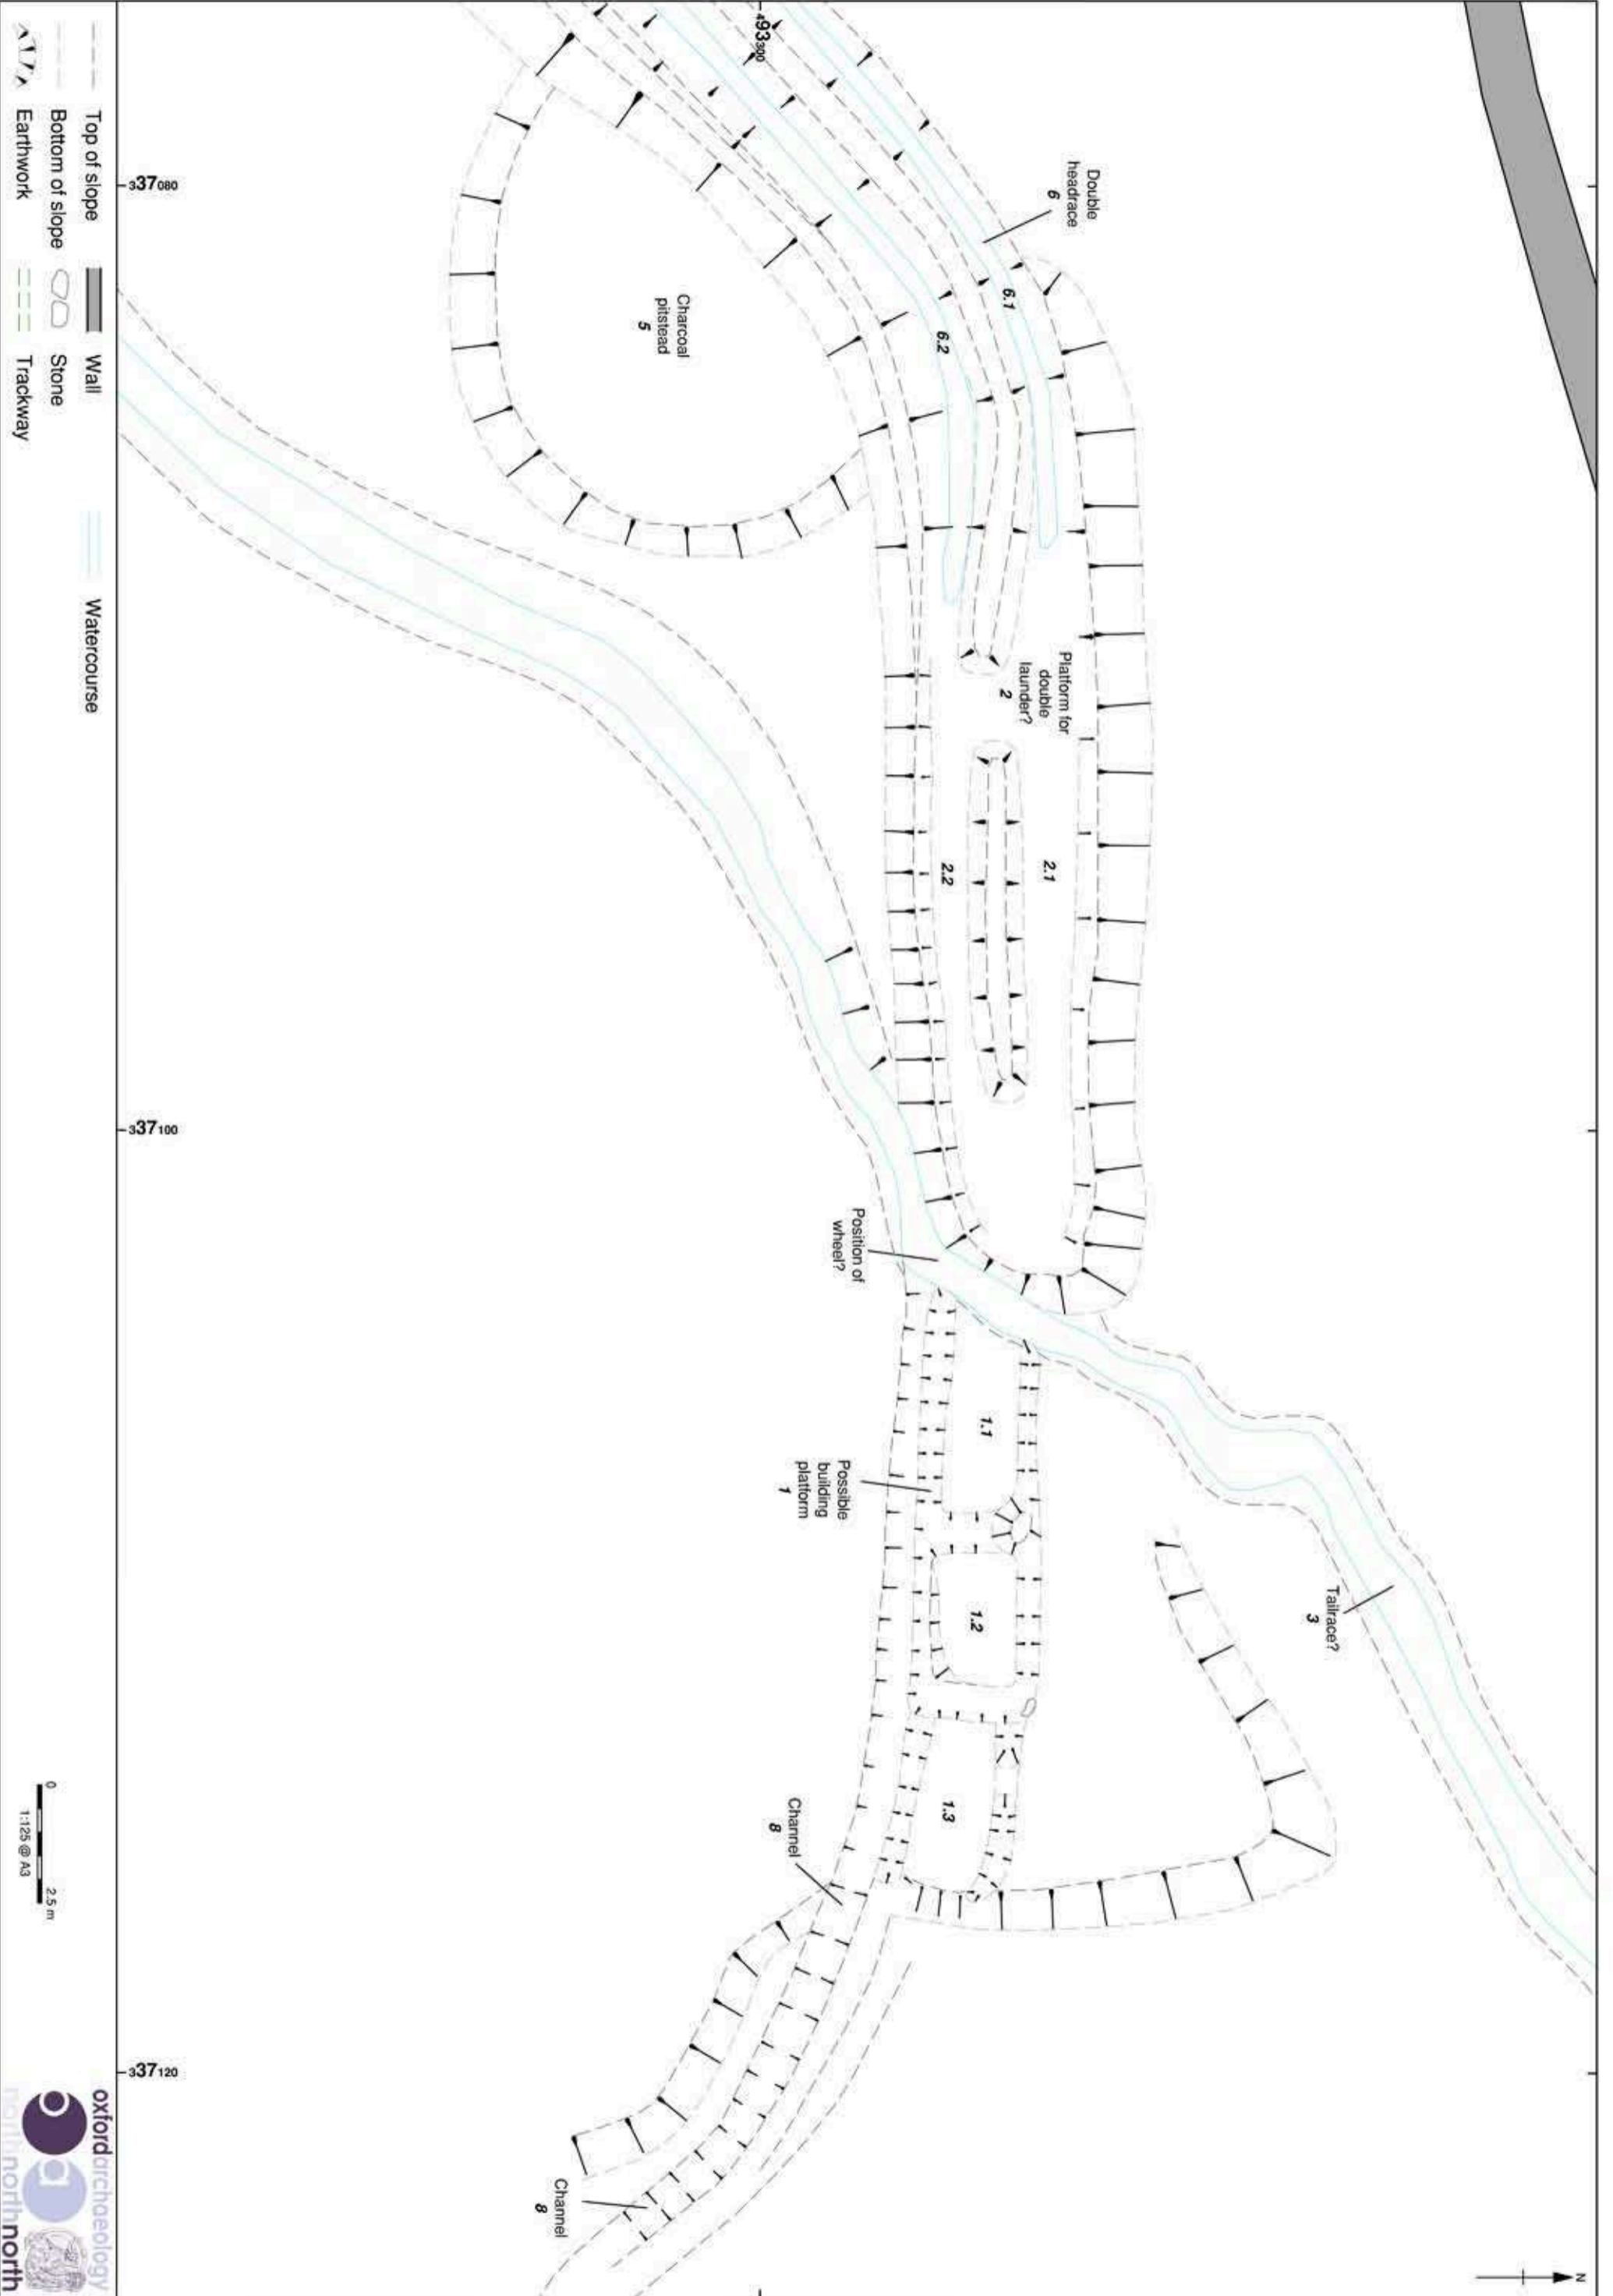 493300
Double
headrace
6
6.1
6.2
Charcoal
pitstead
5
Platform for
double
launder?
2
2.1
2.2
Position of
wheel?
1.1
Possible
building
platform
1
1.2
1.3
Tailrace?
3
Channel
8
Channel
8
N
337080
337100
337120
Top of slope
Bottom of slope
Earthwork
Wall
Stone
Trackway
Watercourse
0 2.5 m
1:125 @ A3
oxfordarchaeology
northnorthnorth